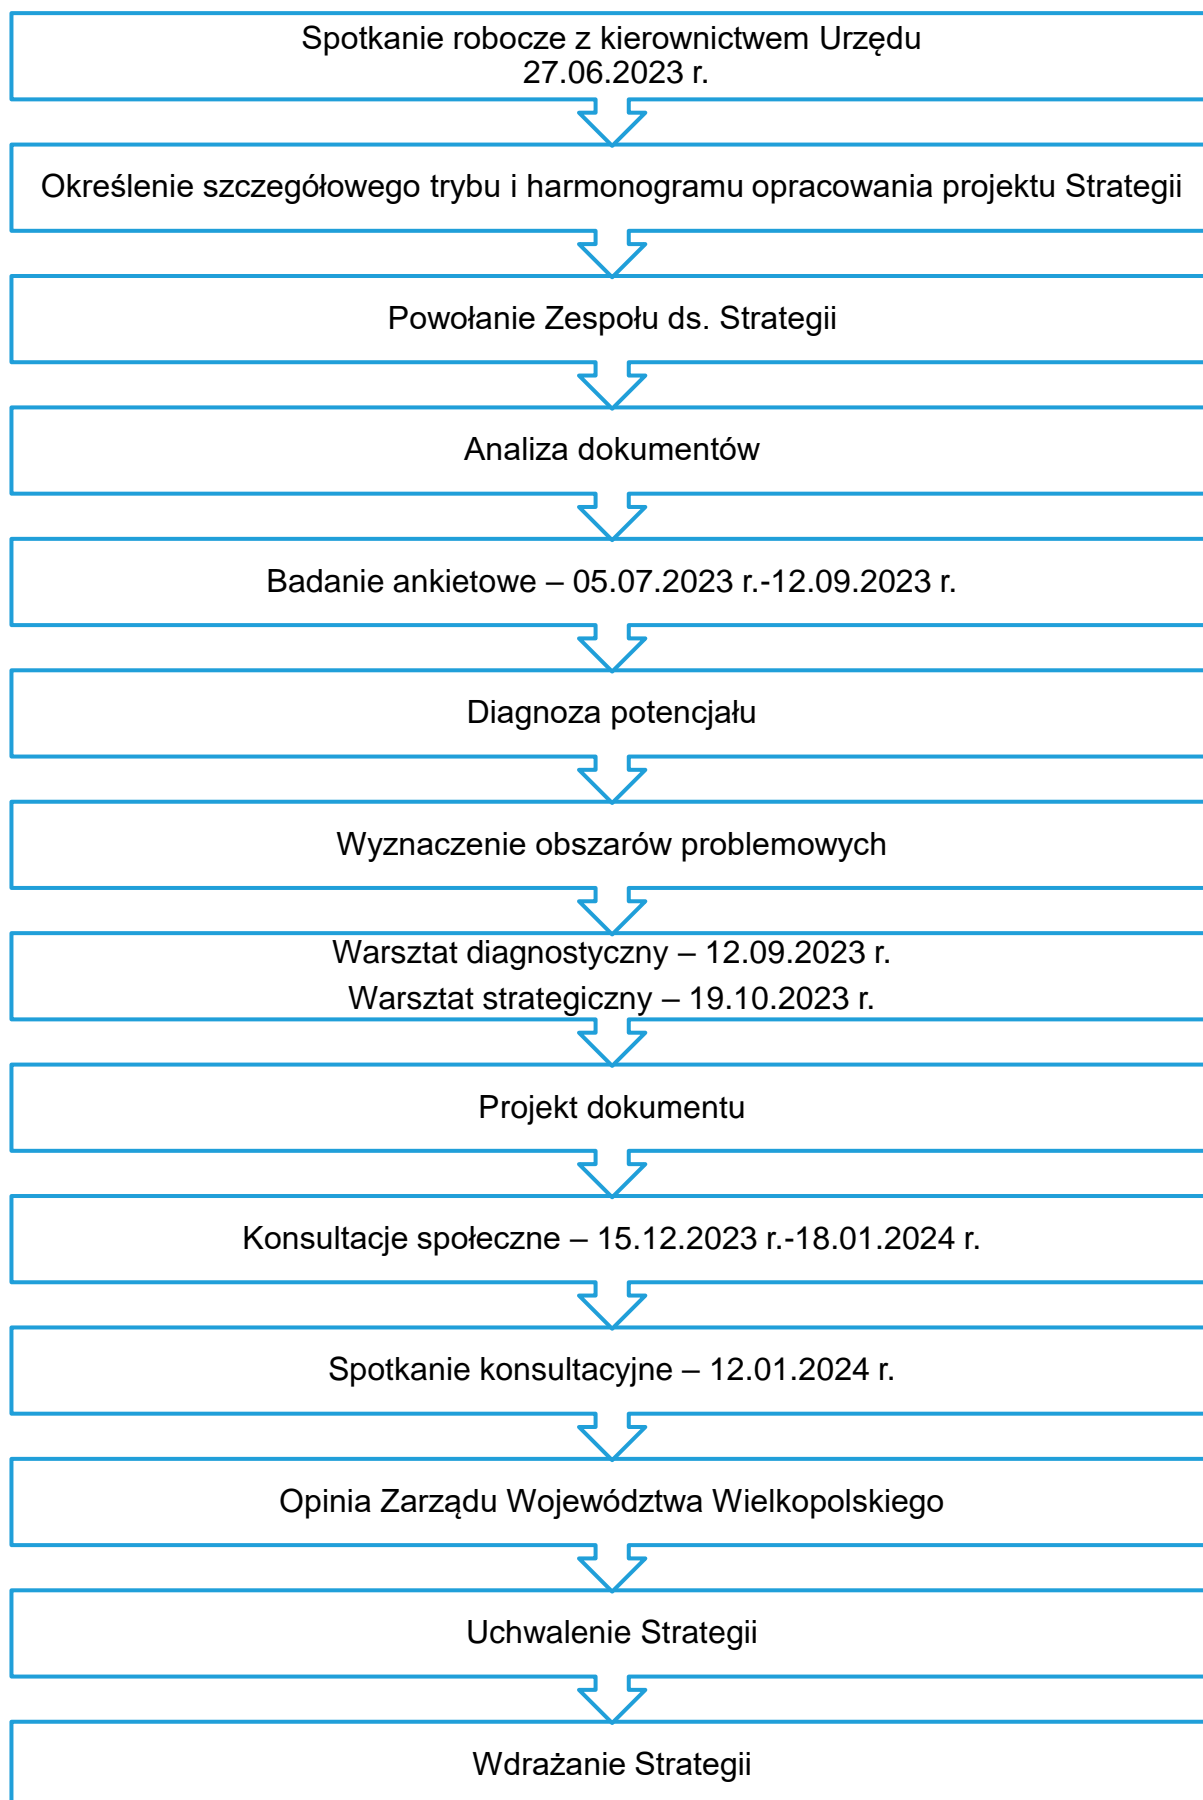 Spotkanie robocze z kierownictwem Urzędu
27.06.2023 r.
Określenie szczegółowego trybu i harmonogramu opracowania projektu Strategii
Powołanie Zespołu ds. Strategii
Analiza dokumentów
Badanie ankietowe – 05.07.2023 r.-12.09.2023 r.
Diagnoza potencjału
Wyznaczenie obszarów problemowych
Warsztat diagnostyczny – 12.09.2023 r.
Warsztat strategiczny – 19.10.2023 r.
Projekt dokumentu
Konsultacje społeczne – 15.12.2023 r.-18.01.2024 r.
Spotkanie konsultacyjne – 12.01.2024 r.
Opinia Zarządu Województwa Wielkopolskiego
Uchwalenie Strategii
Wdrażanie Strategii